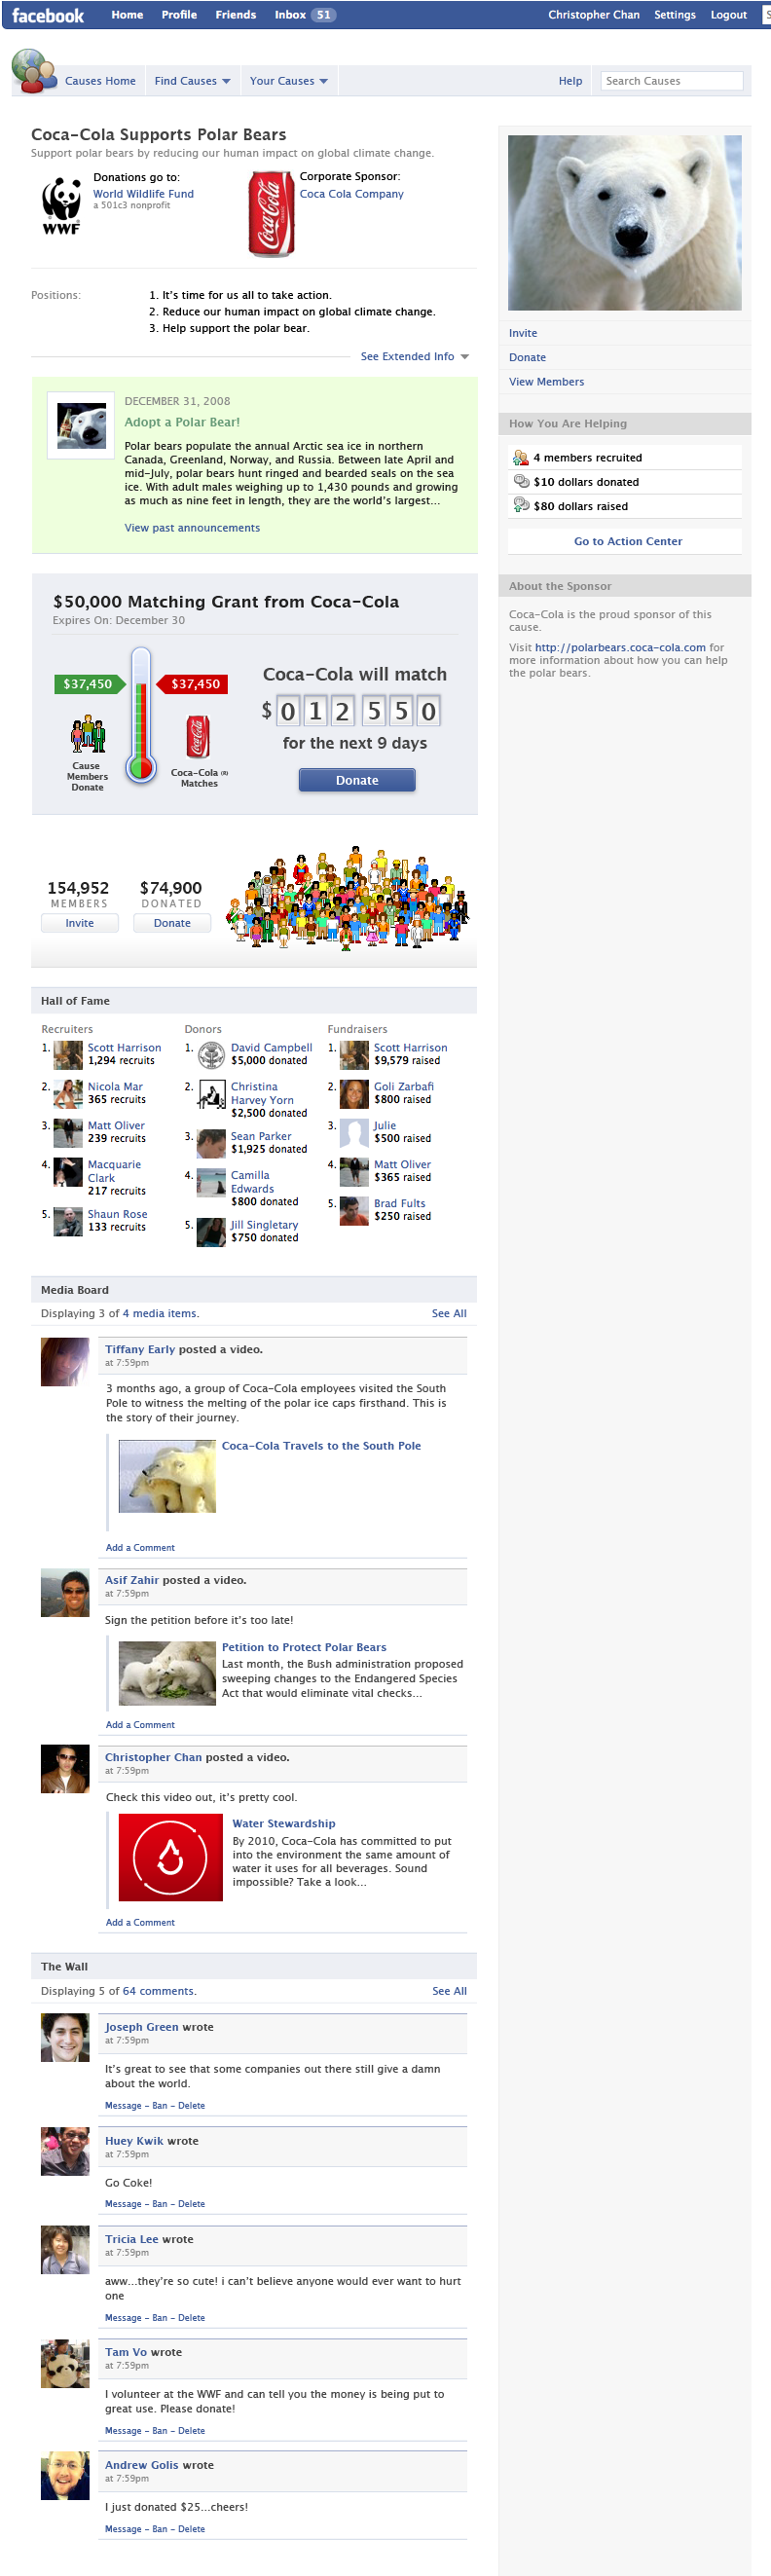 facebook Home Profile Friends Inbox 51 Christopher Chan Settings Logout
Causes Home Find Causes Your Causes Help Search Causes
Coca-Cola Supports Polar Bears
Support polar bears by reducing our human impact on global climate change.
Donations go to:
World Wildlife Fund
a 501c3 nonprofit
WWF
Corporate Sponsor:
Coca Cola Company
Coca-Cola
Positions:
1. It's time for us all to take action.
2. Reduce our human impact on global climate change.
3. Help support the polar bear.
See Extended Info
DECEMBER 31, 2008
Adopt a Polar Bear!
Polar bears populate the annual Arctic sea ice in northern
Canada, Greenland, Norway, and Russia. Between late April and
mid-July, polar bears hunt ringed and bearded seals on the sea
ice. With adult males weighing up to 1,430 pounds and growing
as much as nine feet in length, they are the world's largest...
View past announcements
$50,000 Matching Grant from Coca-Cola
Expires On: December 30
$37,450
$37,450
Cause
Members
Donate
Coca-Cola
Coca-Cola (R)
Matches
Coca-Cola will match
$ 012 550
for the next 9 days
Donate
154,952
MEMBERS
Invite
$74,900
DONATED
Donate
Hall of Fame
Recruiters
1. Scott Harrison
1,294 recruits
2. Nicola Mar
365 recruits
3. Matt Oliver
239 recruits
4. Macquarie
Clark
217 recruits
5. Shaun Rose
133 recruits
Donors
1. David Campbell
$5,000 donated
2. Christina
Harvey Yorn
$2,500 donated
3. Sean Parker
$1,925 donated
4. Camilla
Edwards
$800 donated
5. Jill Singletary
$750 donated
Fundraisers
1. Scott Harrison
$9,579 raised
2. Goli Zarbafi
$800 raised
3. Julie
$500 raised
4. Matt Oliver
$365 raised
5. Brad Fults
$250 raised
Media Board
Displaying 3 of 4 media items. See All
Tiffany Early posted a video.
at 7:59pm
3 months ago, a group of Coca-Cola employees visited the South
Pole to witness the melting of the polar ice caps firsthand. This is
the story of their journey.
Coca-Cola Travels to the South Pole
Add a Comment
Asif Zahir posted a video.
at 7:59pm
Sign the petition before it's too late!
Petition to Protect Polar Bears
Last month, the Bush administration proposed
sweeping changes to the Endangered Species
Act that would eliminate vital checks...
Add a Comment
Christopher Chan posted a video.
at 7:59pm
Check this video out, it's pretty cool.
Water Stewardship
By 2010, Coca-Cola has committed to put
into the environment the same amount of
water it uses for all beverages. Sound
impossible? Take a look...
Add a Comment
The Wall
Displaying 5 of 64 comments. See All
Joseph Green wrote
at 7:59pm
It's great to see that some companies out there still give a damn
about the world.
Message - Ban - Delete
Huey Kwik wrote
at 7:59pm
Go Coke!
Message - Ban - Delete
Tricia Lee wrote
at 7:59pm
aww...they're so cute! i can't believe anyone would ever want to hurt
one
Message - Ban - Delete
Tam Vo wrote
at 7:59pm
I volunteer at the WWF and can tell you the money is being put to
great use. Please donate!
Message - Ban - Delete
Andrew Golis wrote
at 7:59pm
I just donated $25...cheers!
Message - Ban - Delete
Invite
Donate
View Members
How You Are Helping
4 members recruited
$10 dollars donated
$80 dollars raised
Go to Action Center
About the Sponsor
Coca-Cola is the proud sponsor of this
cause.
Visit http://polarbears.coca-cola.com for
more information about how you can help
the polar bears.